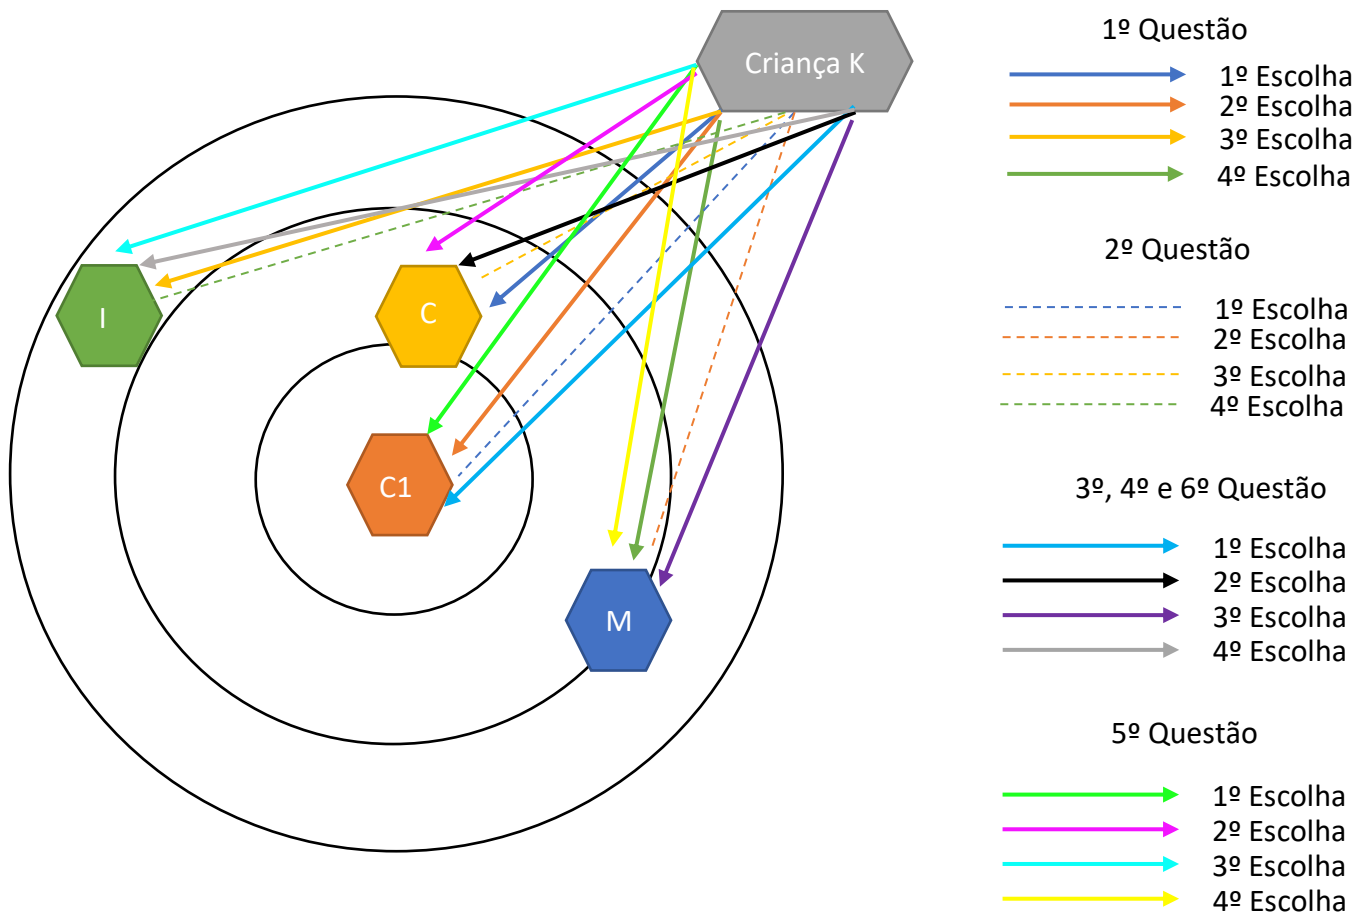 Criança K
I
C
C1
M
1º Questão
1º Escolha
2º Escolha
3º Escolha
4º Escolha
2º Questão
1º Escolha
2º Escolha
3º Escolha
4º Escolha
3º, 4º e 6º Questão
1º Escolha
2º Escolha
3º Escolha
4º Escolha
5º Questão
1º Escolha
2º Escolha
3º Escolha
4º Escolha